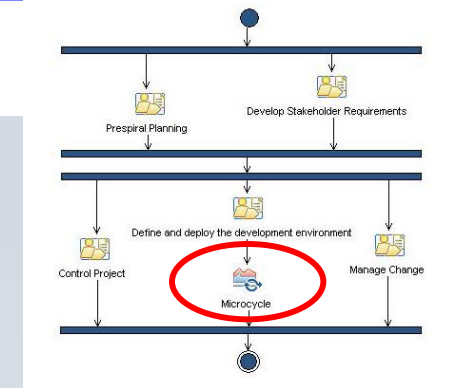 Develop Stakeholder Requirements
Prespiral Planning
Define and deploy the development environment
Control Project
Manage Change
Microcycle